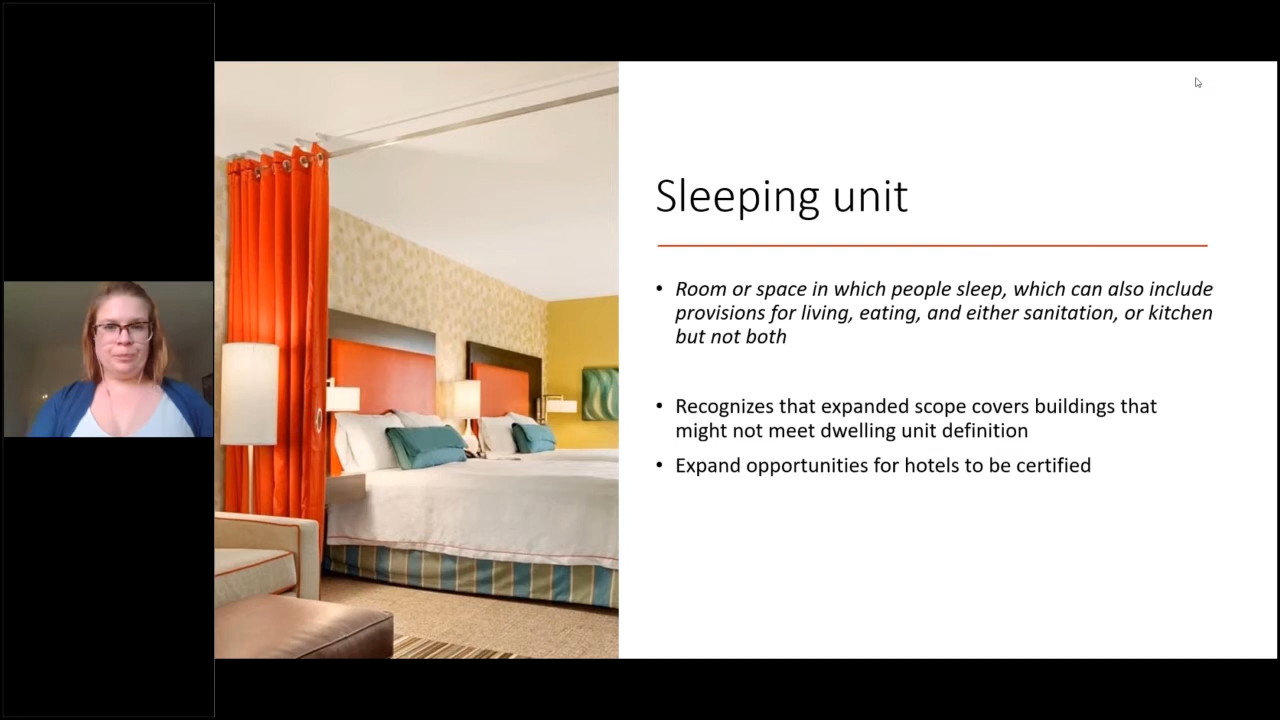 Sleeping unit
• Room or space in which people sleep, which can also include
provisions for living, eating, and either sanitation, or kitchen
but not both
• Recognizes that expanded scope covers buildings that
might not meet dwelling unit definition
• Expand opportunities for hotels to be certified